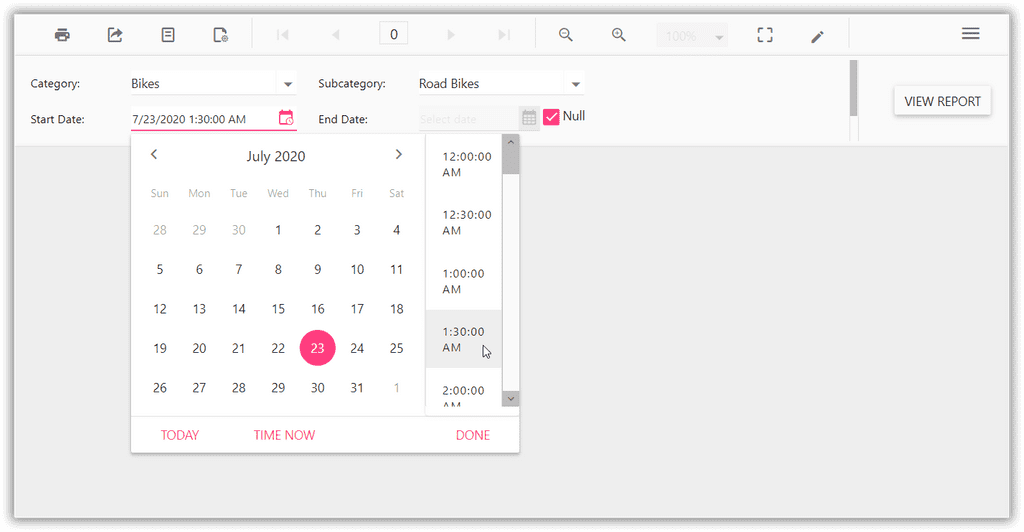 0
100%
Category: Bikes Subcategory: Road Bikes
VIEW REPORT
Start Date: 7/23/2020 1:30:00 AM End Date: Select date Null
July 2020
Sun Mon Tue Wed Thu Fri Sat
28 29 30 1 2 3 4
5 6 7 8 9 10 11
12 13 14 15 16 17 18
19 20 21 22 23 24 25
26 27 28 29 30 31 1
12:00:00
AM
12:30:00
AM
1:00:00
AM
1:30:00
AM
2:00:00
AM
TODAY TIME NOW DONE